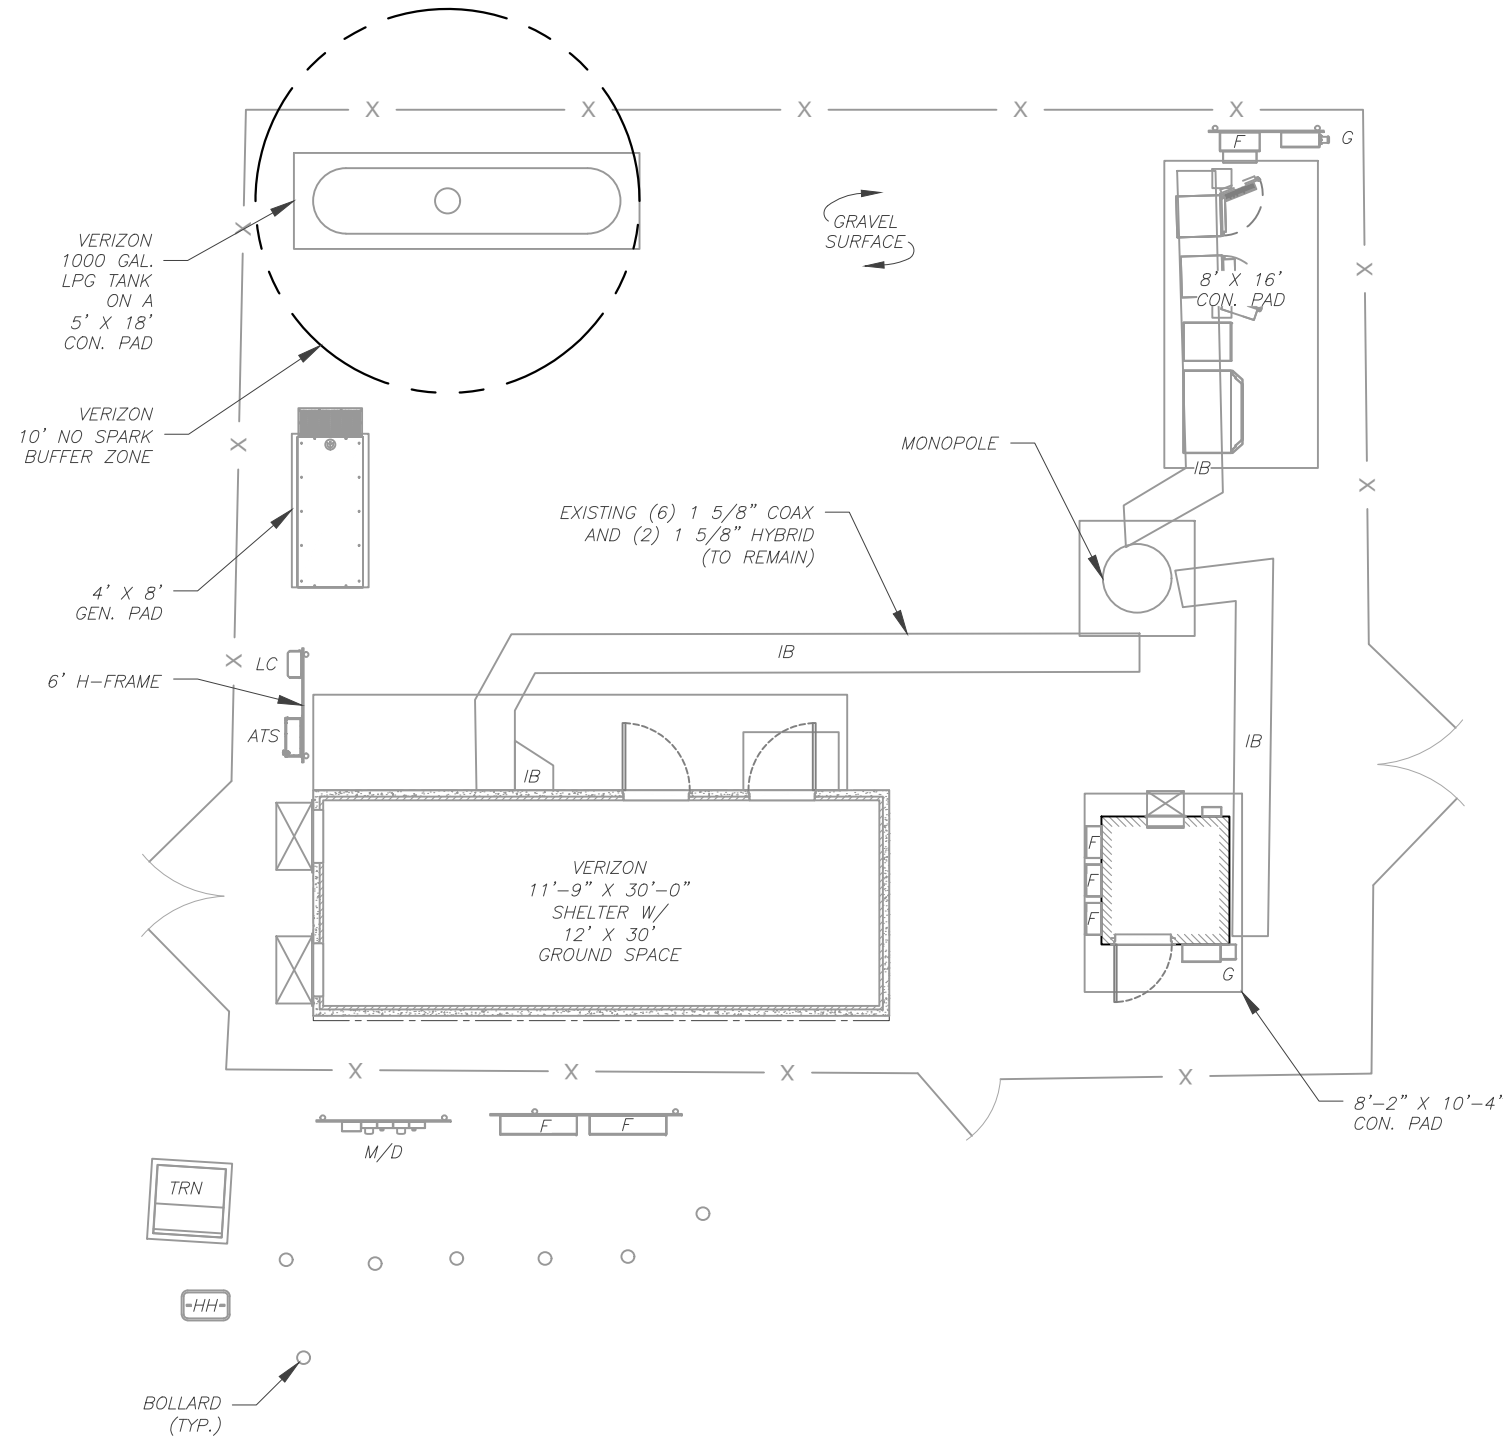 X X X X X
F G
X
VERIZON
1000 GAL.
LPG TANK
ON A
5' X 18'
CON. PAD
GRAVEL
SURFACE
8' X 16'
CON. PAD
X
VERIZON
10' NO SPARK
BUFFER ZONE
X
MONOPOLE
IB
X
EXISTING (6) 1 5/8" COAX
AND (2) 1 5/8" HYBRID
(TO REMAIN)
4' X 8'
GEN. PAD
X
LC
6' H-FRAME
ATS
IB
IB
IB
VERIZON
11'-9" X 30'-0"
SHELTER W/
12' X 30'
GROUND SPACE
F
F
F
G
X X X X
8'-2" X 10'-4"
CON. PAD
M/D
F F
TRN
HH
BOLLARD
(TYP.)